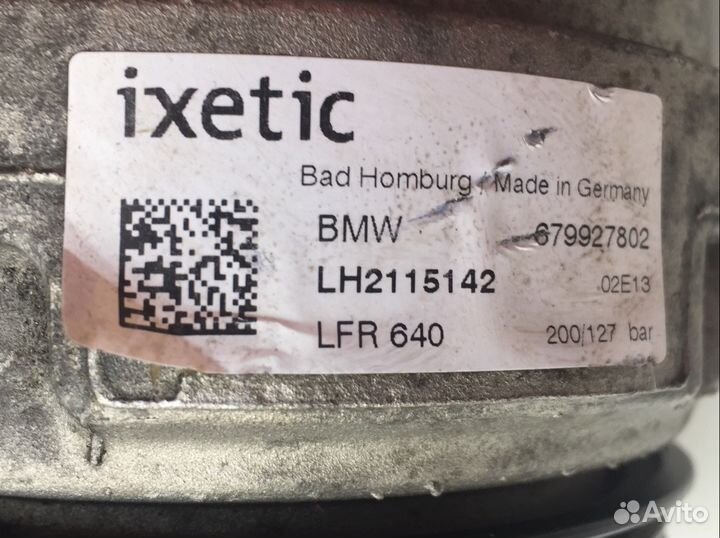 ixetic
Bad Homburg / Made in Germany
BMW 679927802
LH2115142 02E13
LFR 640 200/127 bar
Avito